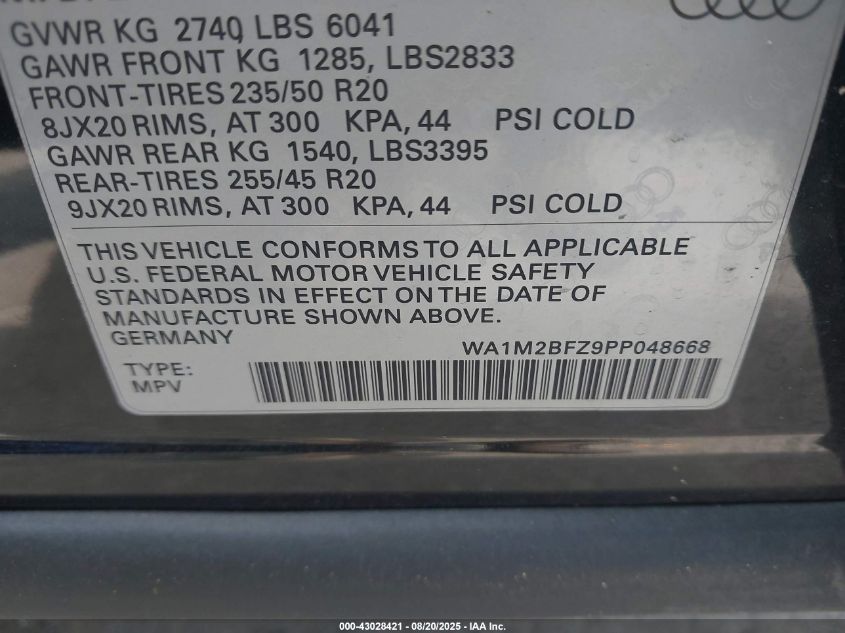 GVWR KG 2740 LBS 6041
GAWR FRONT KG 1285, LBS2833
FRONT-TIRES 235/50 R20
8JX20 RIMS, AT 300 KPA, 44 PSI COLD
GAWR REAR KG 1540, LBS3395
REAR-TIRES 255/45 R20
9JX20 RIMS, AT 300 KPA, 44 PSI COLD
THIS VEHICLE CONFORMS TO ALL APPLICABLE
U.S. FEDERAL MOTOR VEHICLE SAFETY
STANDARDS IN EFFECT ON THE DATE OF
MANUFACTURE SHOWN ABOVE.
GERMANY
WA1M2BFZ9PP048668
TYPE:
MPV
000-43028421 - 08/20/2025 - IAA Inc.